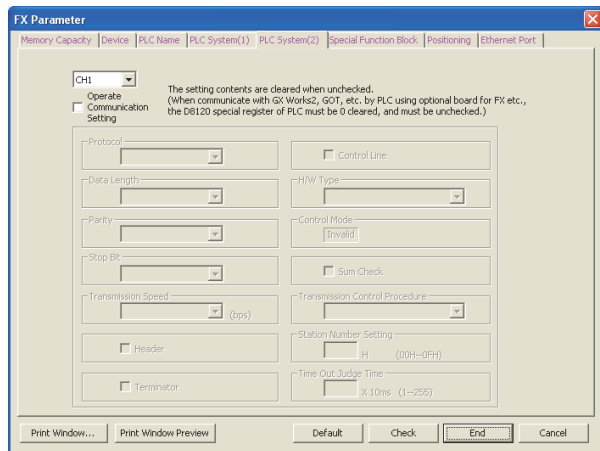 FX Parameter
Memory Capacity Device PLC Name PLC System(1) PLC System(2) Special Function Block Positioning Ethernet Port
CH1
Operate
Communication
Setting
The setting contents are cleared when unchecked.
(When communicate with GX Works2, GOT, etc. by PLC using optional board for FX etc.,
the D8120 special register of PLC must be 0 cleared, and must be unchecked.)
Protocol
Control Line
Data Length
H/W Type
Parity
Control Mode
Invalid
Stop Bit
Sum Check
Transmission Speed
(bps)
Transmission Control Procedure
Header
Station Number Setting
H (00H--0FH)
Terminator
Time Out Judge Time
X 10ms (1--255)
Print Window... Print Window Preview Default Check End Cancel